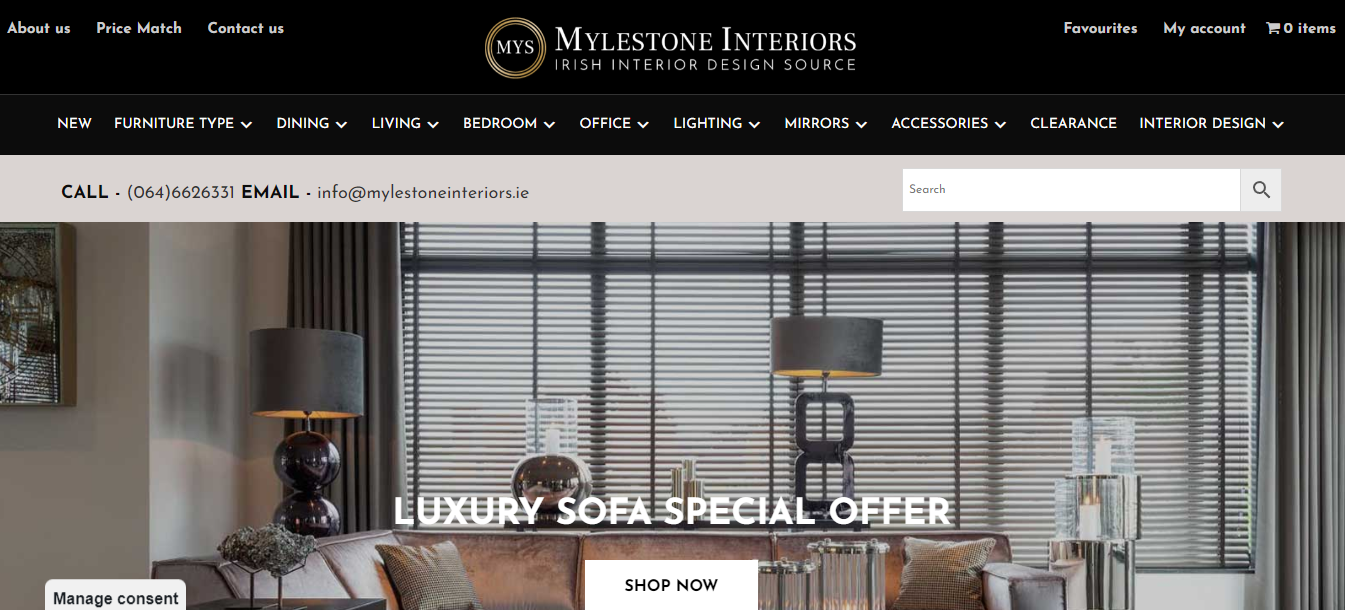 About us Price Match Contact us
MYS MYLESTONE INTERIORS
IRISH INTERIOR DESIGN SOURCE
Favourites My account 0 items
NEW FURNITURE TYPE DINING LIVING BEDROOM OFFICE LIGHTING MIRRORS ACCESSORIES CLEARANCE INTERIOR DESIGN
CALL - (064)6626331 EMAIL - info@mylestoneinteriors.ie
Search
LUXURY SOFA SPECIAL OFFER
SHOP NOW
Manage consent